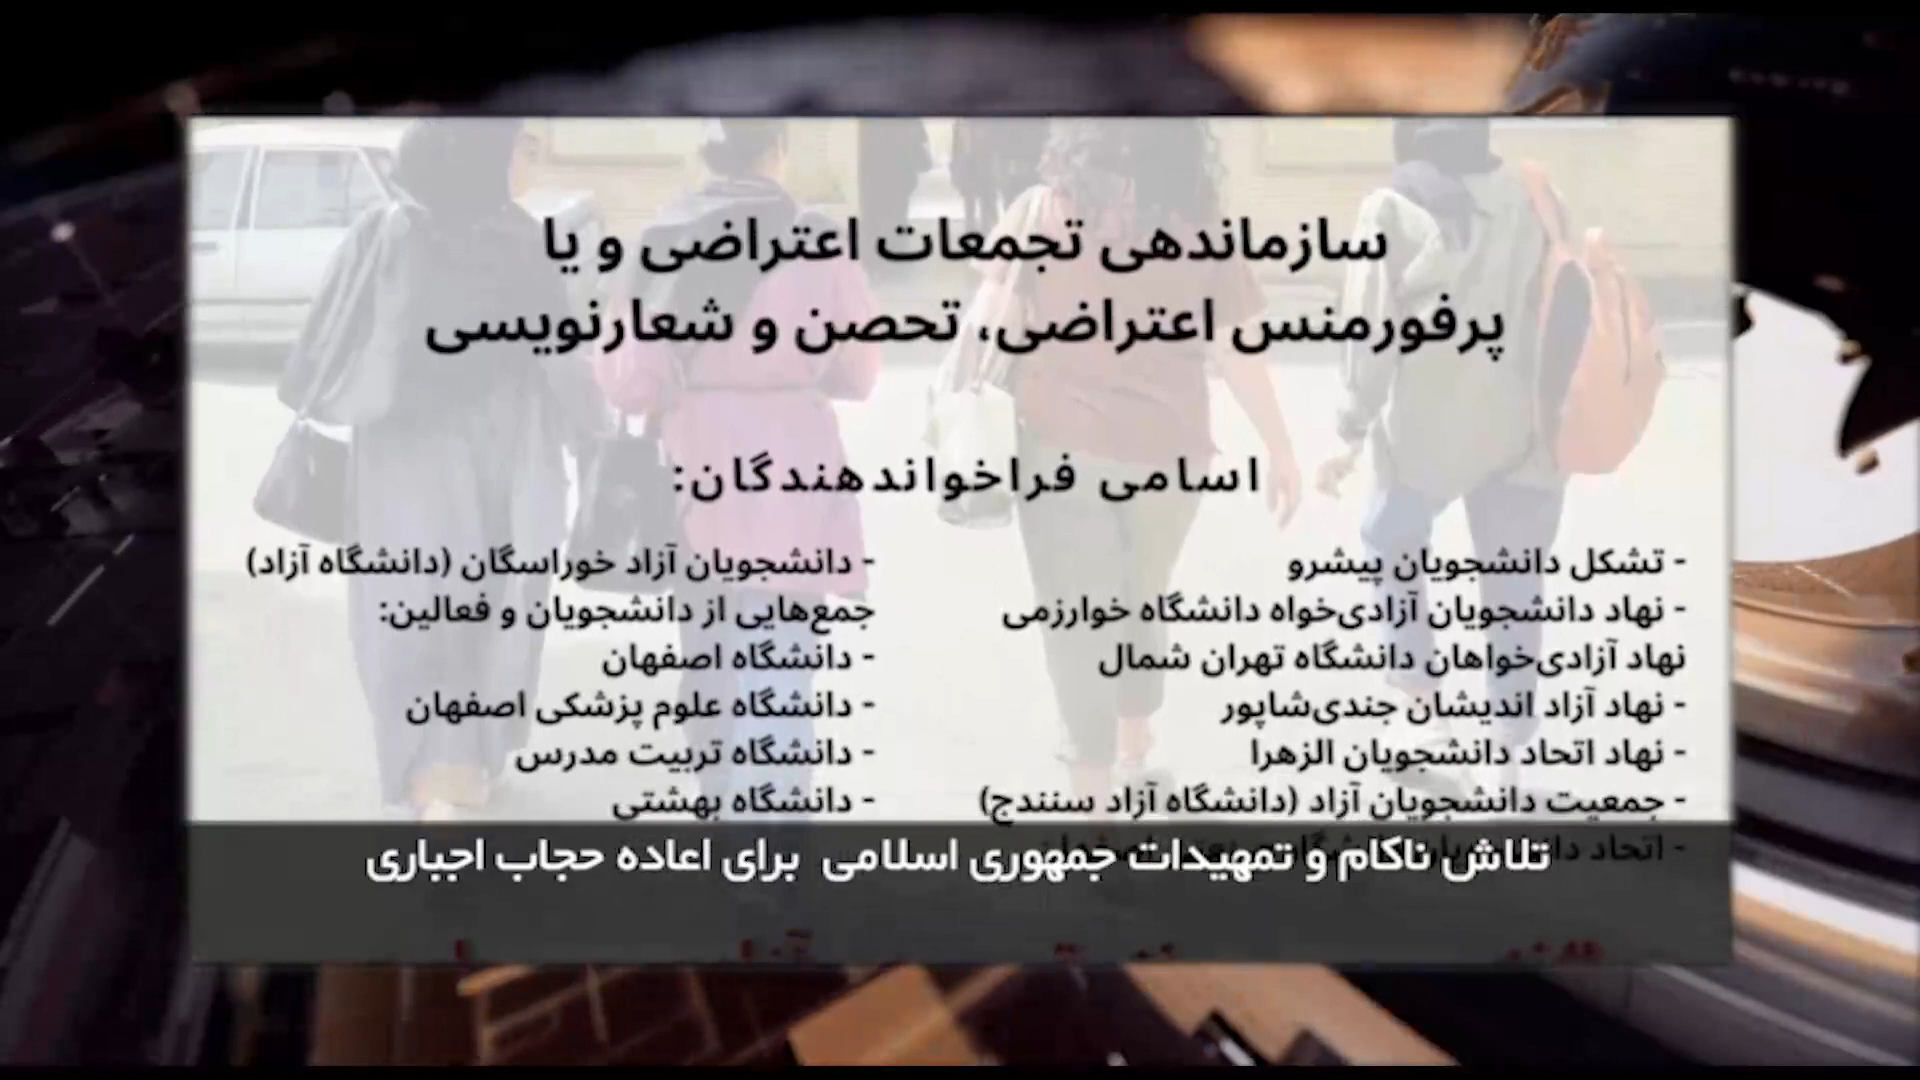 سازماندهی تجمعات اعتراضی و یا
پرفورمنس اعتراضی، تحصن و شعارنویسی
اسامی فراخواندهندگان:
- تشکل دانشجویان پیشرو
- نهاد دانشجویان آزادی‌خواه دانشگاه خوارزمی
نهاد آزادی‌خواهان دانشگاه تهران شمال
- نهاد آزاد اندیشان جندی‌شاپور
- نهاد اتحاد دانشجویان الزهرا
- جمعیت دانشجویان آزاد (دانشگاه آزاد سنندج)
- اتحاد
- دانشجویان آزاد خوراسگان (دانشگاه آزاد)
جمع‌هایی از دانشجویان و فعالین:
- دانشگاه اصفهان
- دانشگاه علوم پزشکی اصفهان
- دانشگاه تربیت مدرس
- دانشگاه بهشتی
تلاش ناکام و تمهیدات جمهوری اسلامی برای اعاده حجاب اجباری